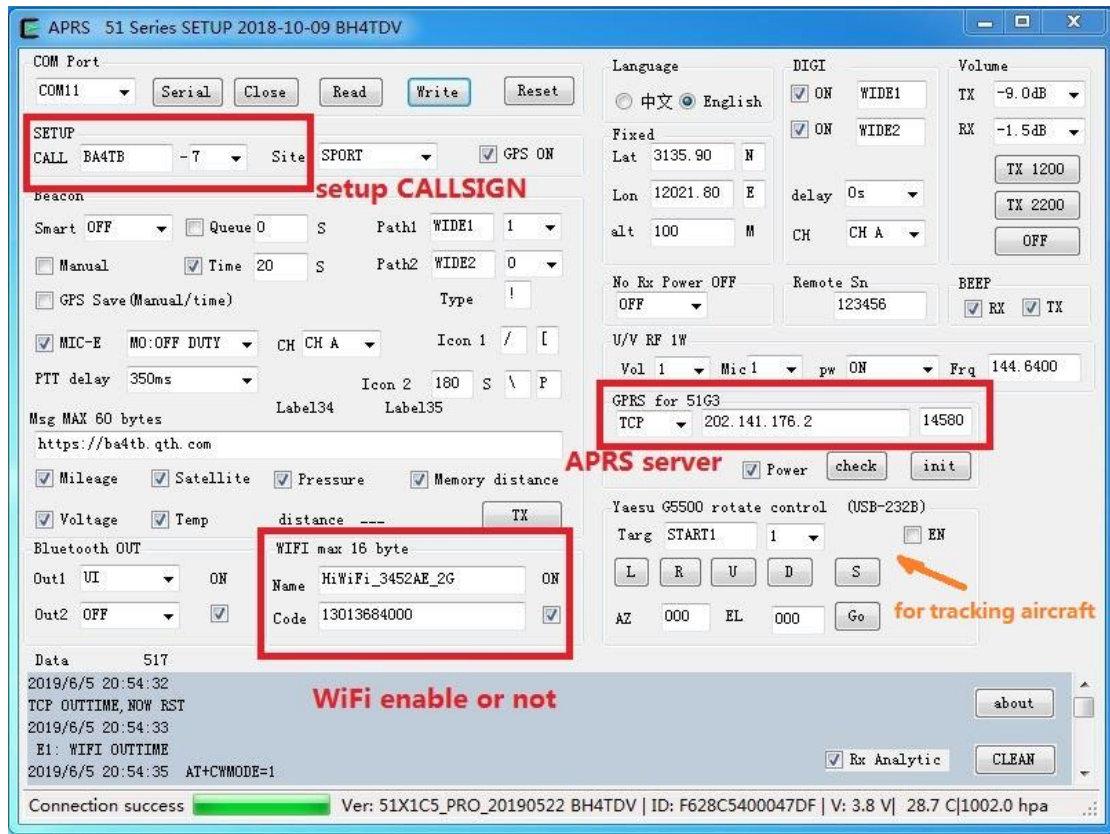 APRS 51 Series SETUP 2018-10-09 BH4TDV
COM Port
COM11 Serial Close Read Write Reset
SETUP
CALL BA4TB -7 Site SPORT GPS ON
setup CALLSIGN
Beacon
Smart OFF Queue 0 S Path1 WIDE1 1
Manual Time 20 S Path2 WIDE2 0
GPS Save(Manual/time) Type !
MIC-E M0:OFF DUTY CH CH A Icon 1 / [
PTT delay 350ms Icon 2 180 S \ P
Label34 Label35
Msg MAX 60 bytes
https://ba4tb.qth.com
Mileage Satellite Pressure Memory distance
Voltage Temp distance --- TX
Bluetooth OUT
Out1 UI ON
Out2 OFF
WIFI max 16 byte
Name HiWiFi_3452AE_2G ON
Code 13013684000
WiFi enable or not
Language
中文 English
DIGI
ON WIDE1
ON WIDE2
delay 0s
CH CH A
Volume
TX -9.0dB
RX -1.5dB
TX 1200
TX 2200
OFF
Fixed
Lat 3135.90 N
Lon 12021.80 E
alt 100 M
No Rx Power OFF
OFF
Remote Sn
123456
BEEP
RX TX
U/V RF 1W
Vol 1 Mic 1 pw ON Frq 144.6400
GPRS for 51G3
TCP 202.141.176.2 14580
APRS server
Power check init
Yaesu G5500 rotate control (USB-232B)
Targ START1 1 EN
L R U D S
AZ 000 EL 000 Go
for tracking aircraft
Data 517
2019/6/5 20:54:32
TCP OUTTIME,NOW RST
2019/6/5 20:54:33
E1: WIFI OUTTIME
2019/6/5 20:54:35 AT+CWMODE=1
about
Rx Analytic CLEAN
Connection success Ver: 51X1C5_PRO_20190522 BH4TDV | ID: F628C5400047DF | V: 3.8 V| 28.7 C|1002.0 hpa